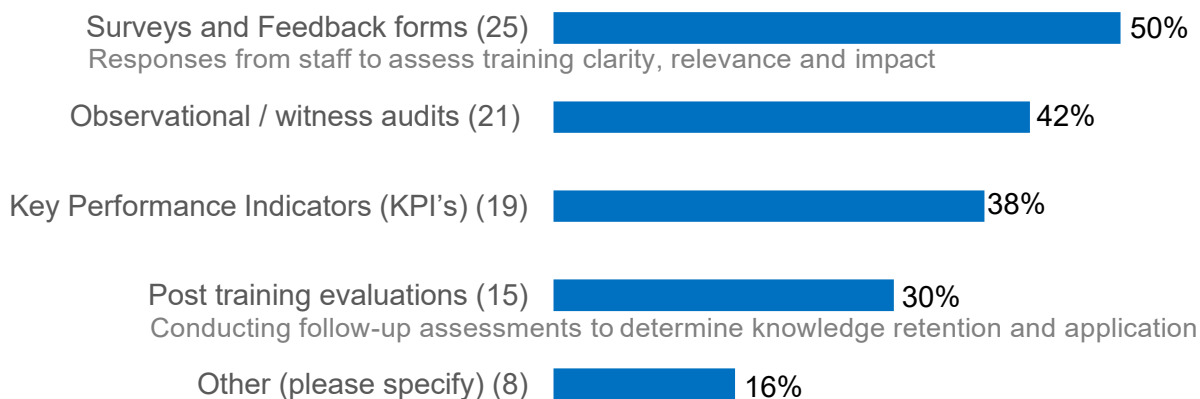 Surveys and Feedback forms (25) 50%
Responses from staff to assess training clarity, relevance and impact
Observational / witness audits (21) 42%
Key Performance Indicators (KPI’s) (19) 38%
Post training evaluations (15) 30%
Conducting follow-up assessments to determine knowledge retention and application
Other (please specify) (8) 16%